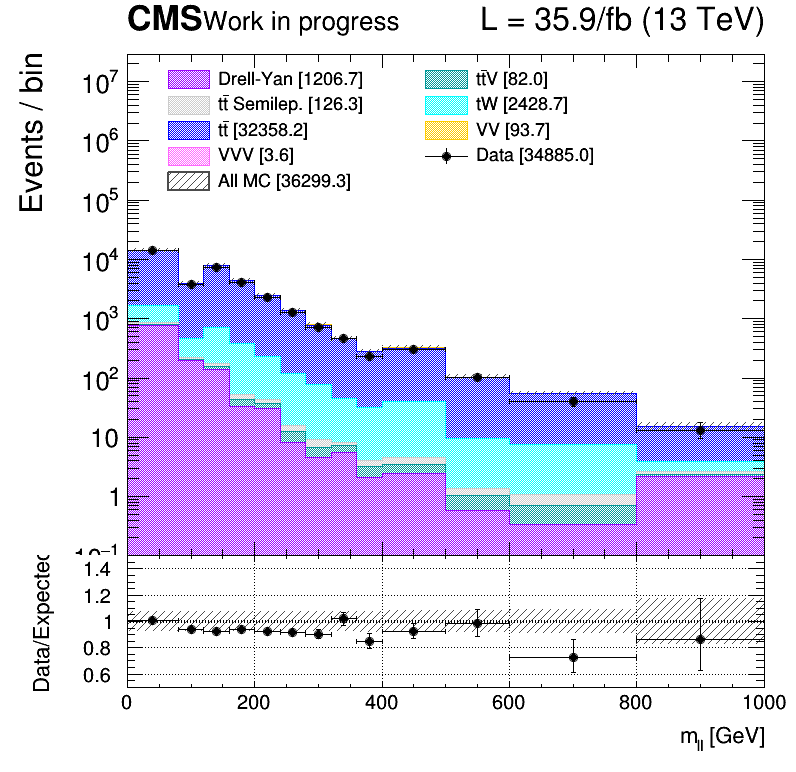 CMS Work in progress L = 35.9/fb (13 TeV)
Events / bin
Drell-Yan [1206.7]
tt̄V [82.0]
tt̄ Semilep. [126.3]
tW [2428.7]
tt̄ [32358.2]
VV [93.7]
VVV [3.6]
Data [34885.0]
All MC [36299.3]
10⁷
10⁶
10⁵
10⁴
10³
10²
10
1
10⁻¹
Data/Expected
1.4
1.2
1
0.8
0.6
0 200 400 600 800 1000
m_ll [GeV]